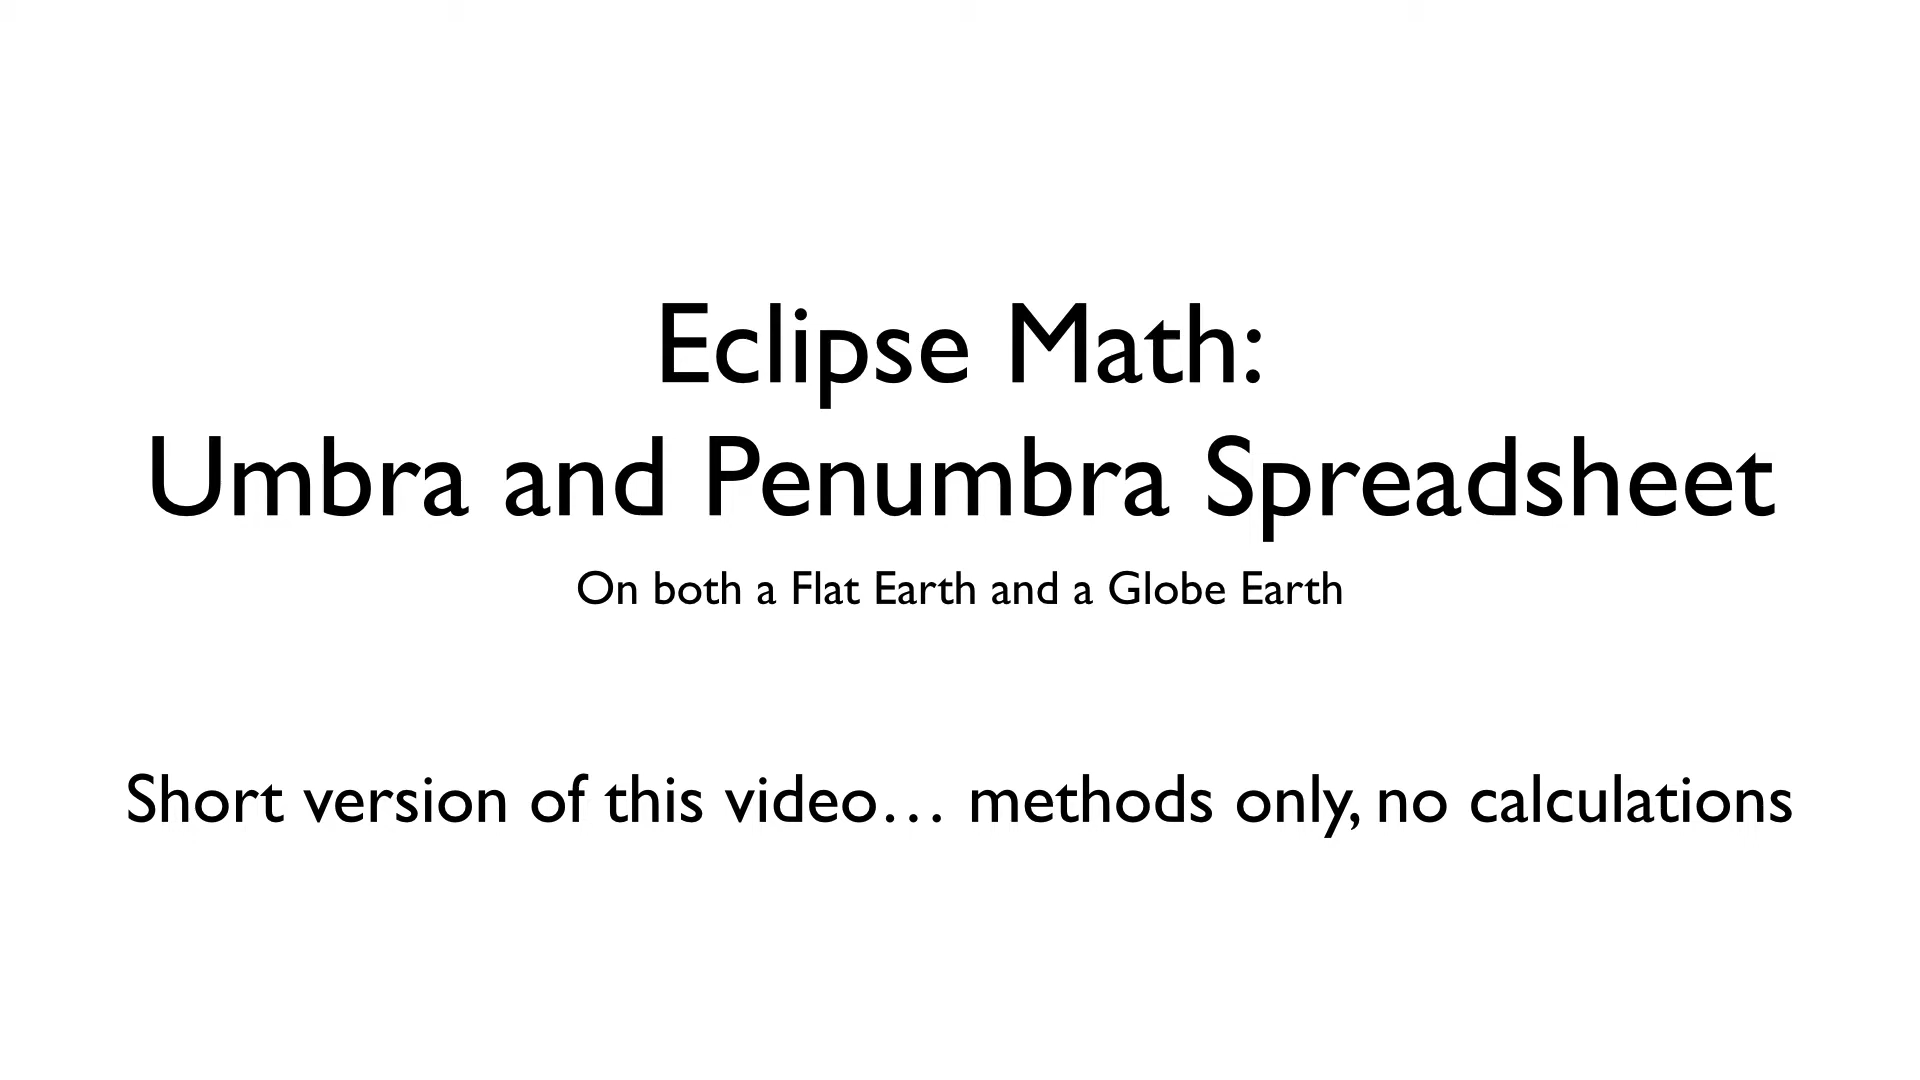 Eclipse Math:
Umbra and Penumbra Spreadsheet
On both a Flat Earth and a Globe Earth
Short version of this video… methods only, no calculations